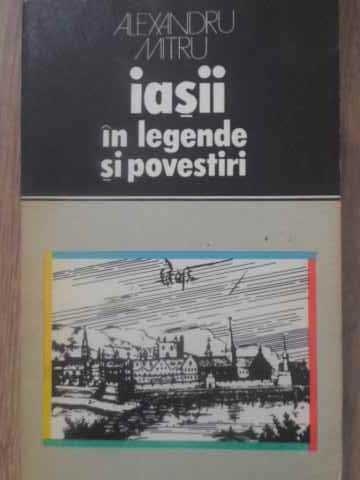 ALEXANDRU
MITRU
iașii
în legende
și povestiri